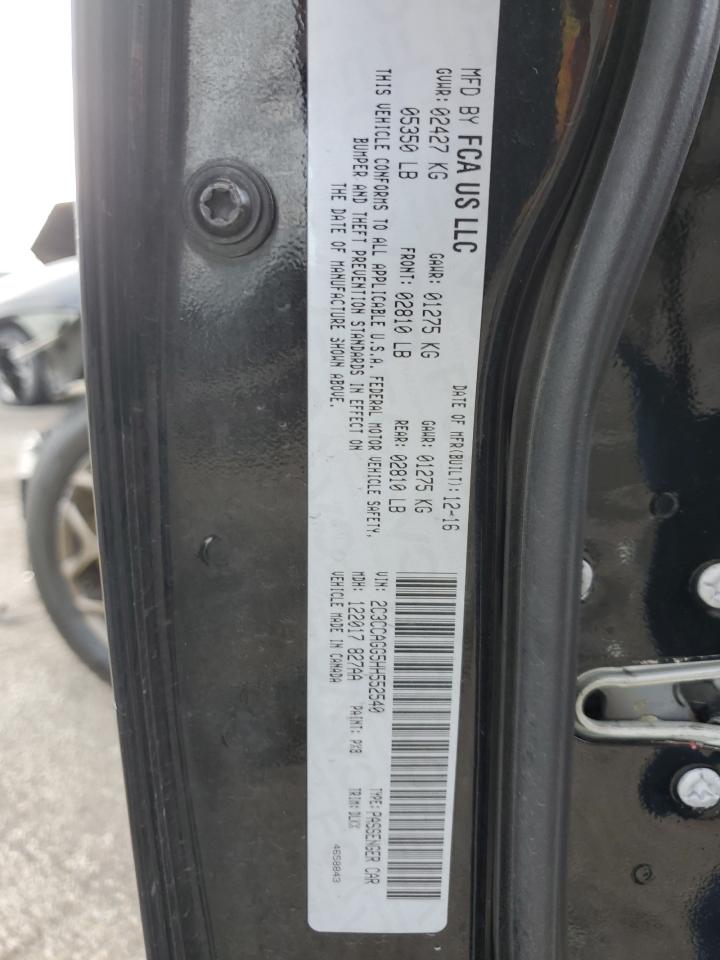 MFD BY FCA US LLC
DATE OF MFR(BUILT): 12-16
GVWR: 02427 KG GAWR: 01275 KG GAWR: 01275 KG
05350 LB FRONT: 02810 LB REAR: 02810 LB
THIS VEHICLE CONFORMS TO ALL APPLICABLE U.S.A. FEDERAL MOTOR VEHICLE SAFETY,
BUMPER AND THEFT PREVENTION STANDARDS IN EFFECT ON
THE DATE OF MANUFACTURE SHOWN ABOVE.
VIN: 2C3CCAGG5HH552540 TYPE: PASSENGER CAR
MDH: 122017 827AA PAINT: PX8 TRIM: DLX9
VEHICLE MADE IN CANADA 4658843